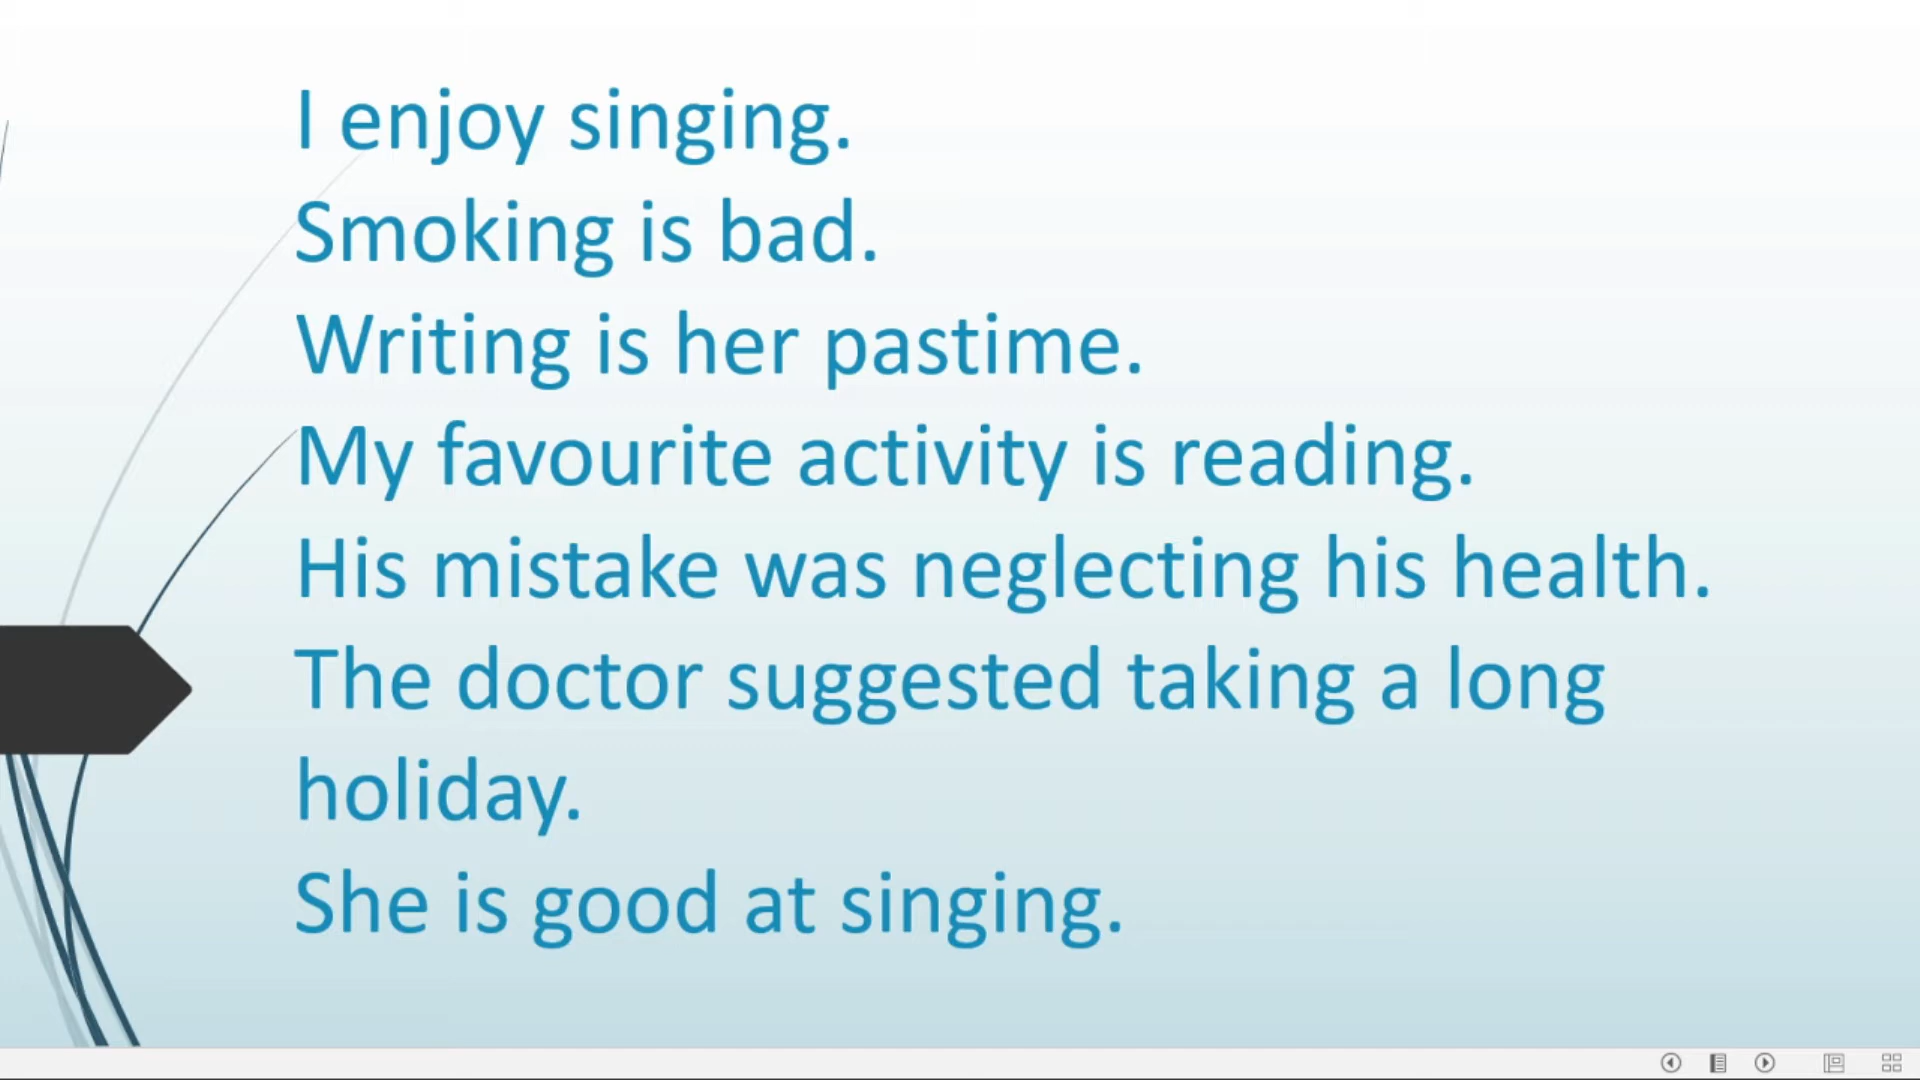 I enjoy singing.
Smoking is bad.
Writing is her pastime.
My favourite activity is reading.
His mistake was neglecting his health.
The doctor suggested taking a long
holiday.
She is good at singing.